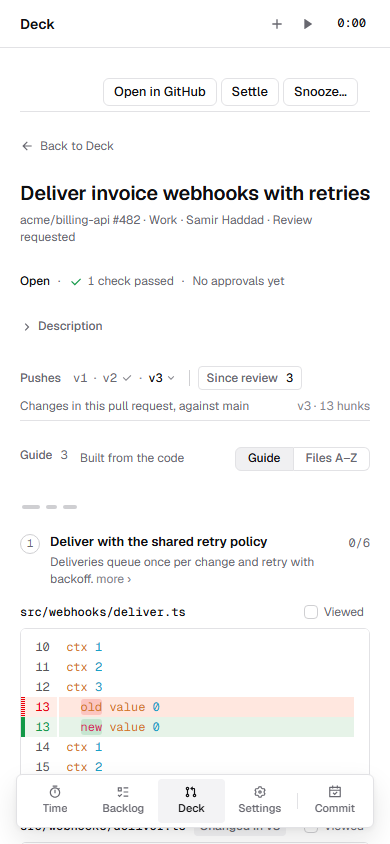 Deck
0:00
Open in GitHub Settle Snooze...
Back to Deck
Deliver invoice webhooks with retries
acme/billing-api #482 · Work · Samir Haddad · Review
requested
Open · 1 check passed · No approvals yet
Description
Pushes v1 · v2 · v3 Since review 3
Changes in this pull request, against main v3 · 13 hunks
Guide 3 Built from the code Guide Files A–Z
1 Deliver with the shared retry policy 0/6
Deliveries queue once per change and retry with
backoff. more ›
src/webhooks/deliver.ts Viewed
10 ctx 1
11 ctx 2
12 ctx 3
13 old value 0
13 new value 0
14 ctx 1
15 ctx 2
Time Backlog Deck Settings Commit